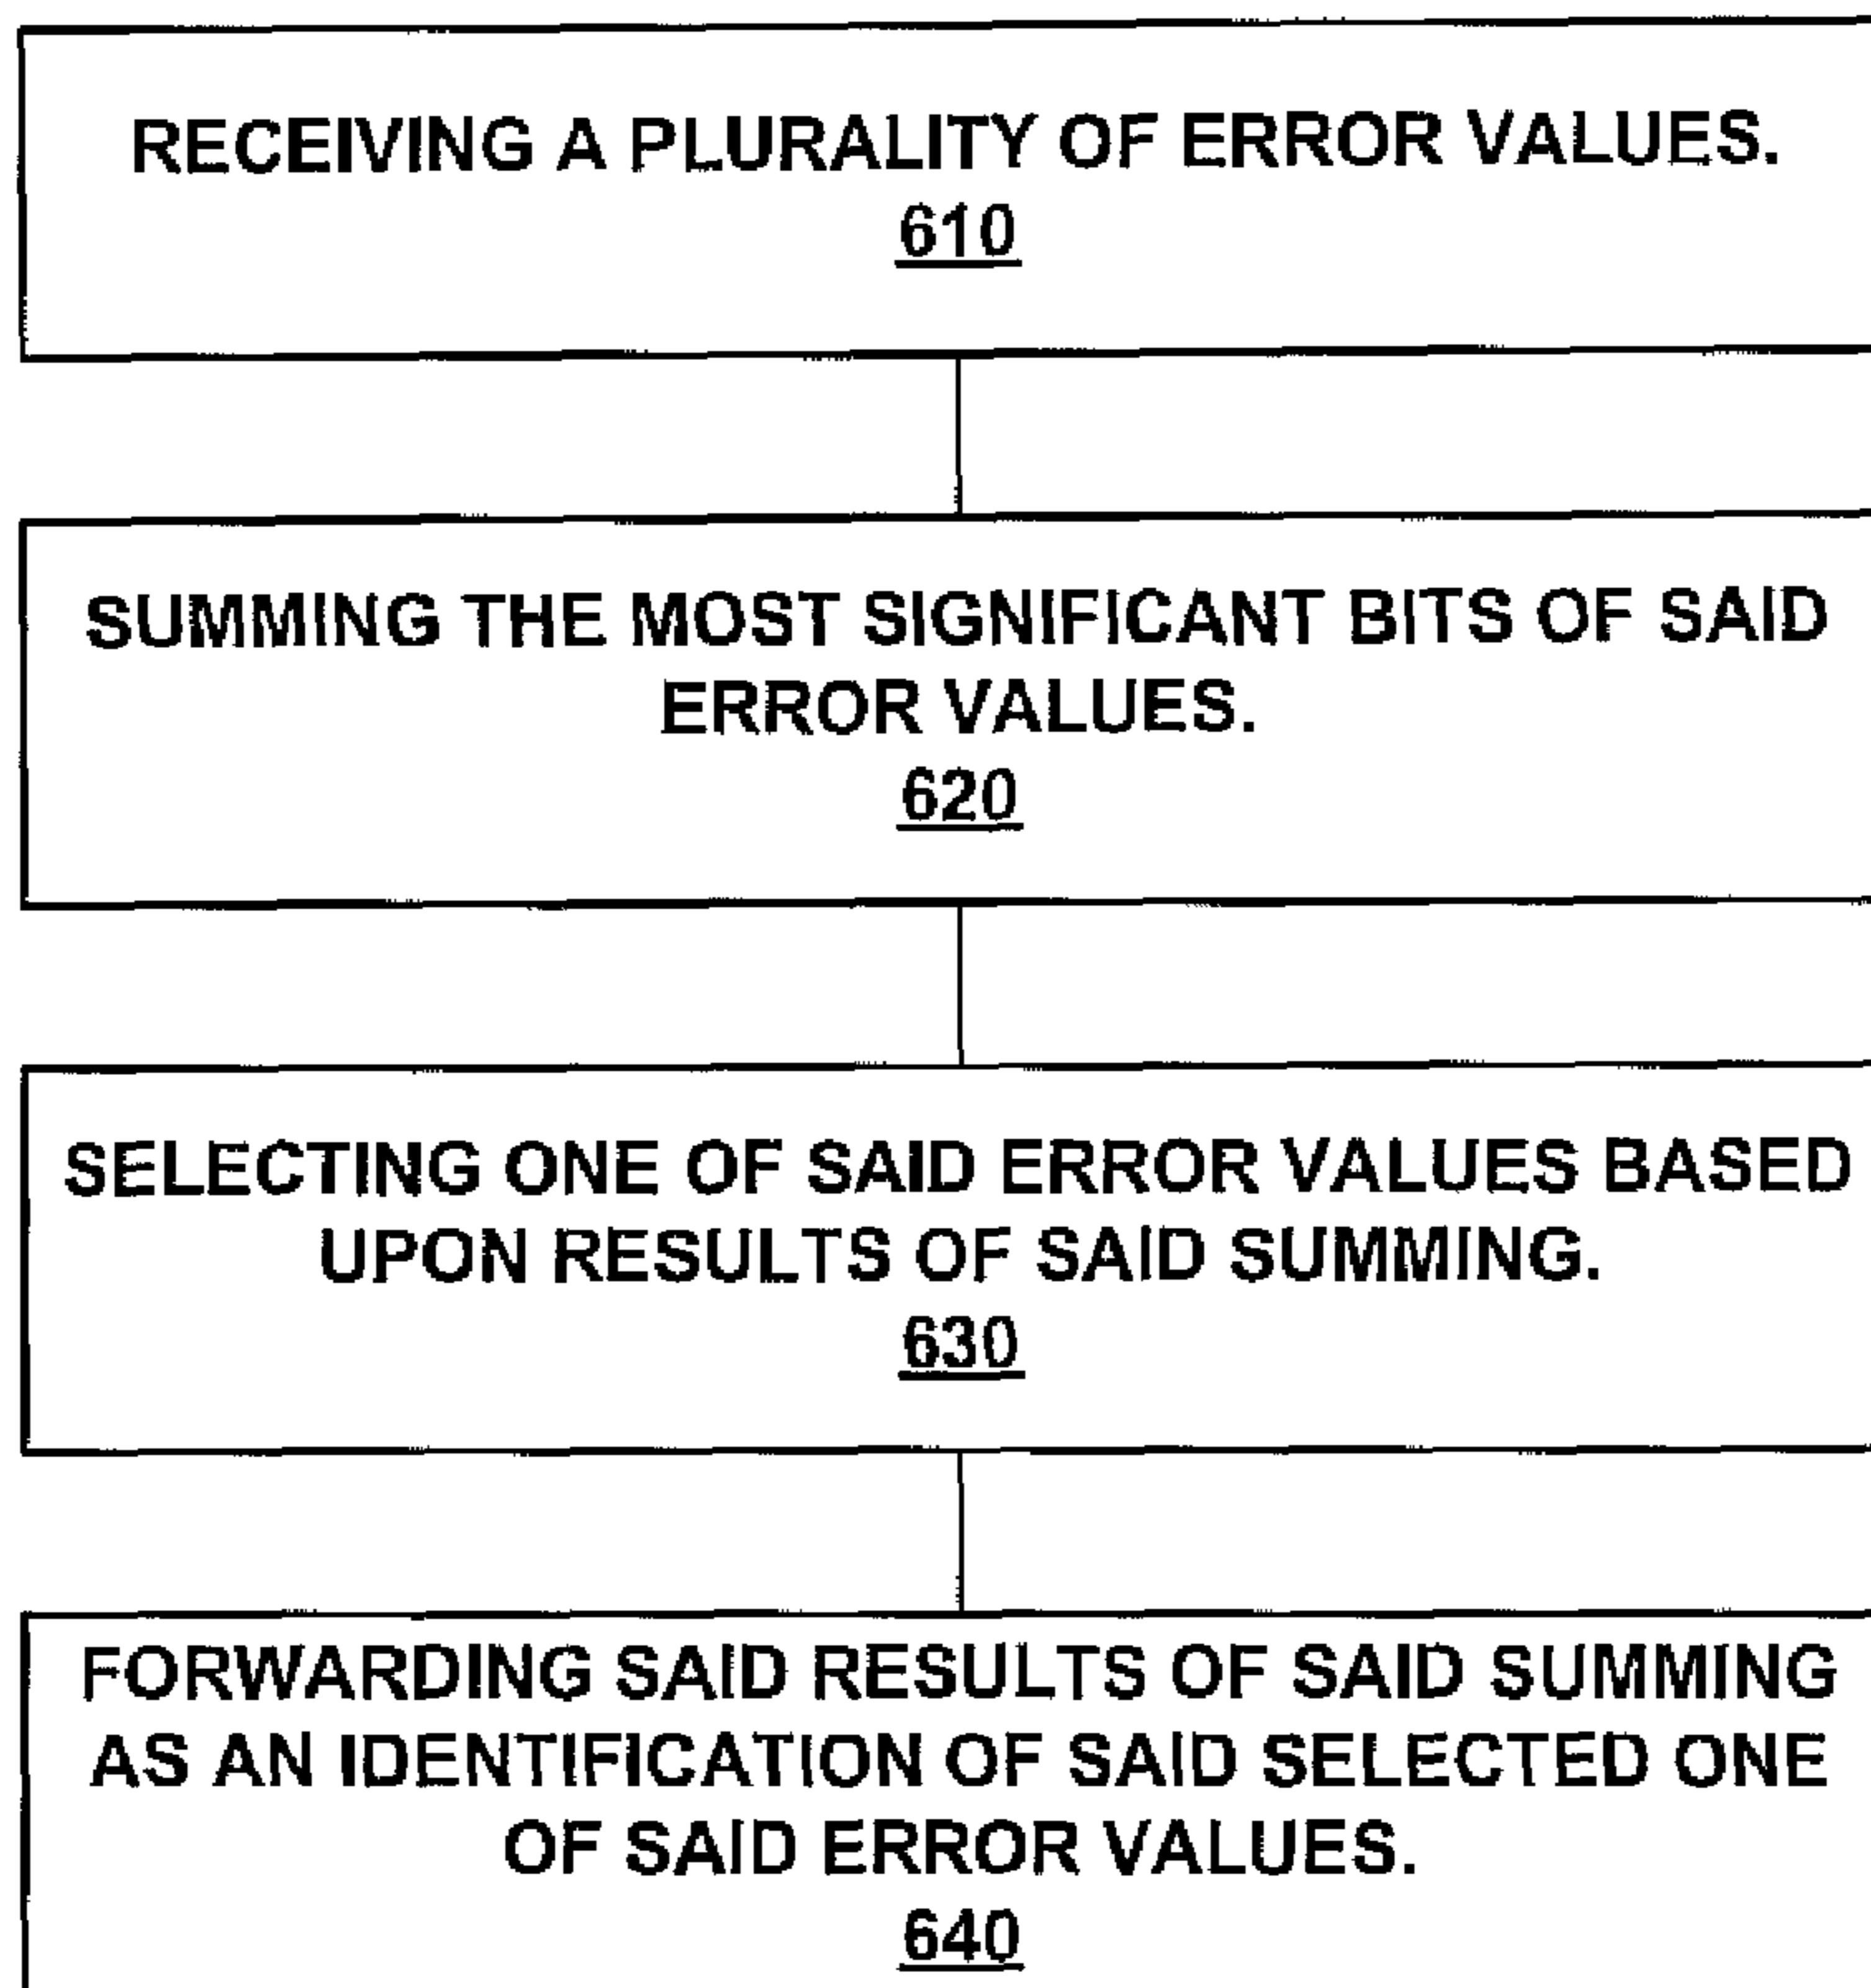 RECEIVING A PLURALITY OF ERROR VALUES.
610
SUMMING THE MOST SIGNIFICANT BITS OF SAID
ERROR VALUES.
620
SELECTING ONE OF SAID ERROR VALUES BASED
UPON RESULTS OF SAID SUMMING.
630
FORWARDING SAID RESULTS OF SAID SUMMING
AS AN IDENTIFICATION OF SAID SELECTED ONE
OF SAID ERROR VALUES.
640